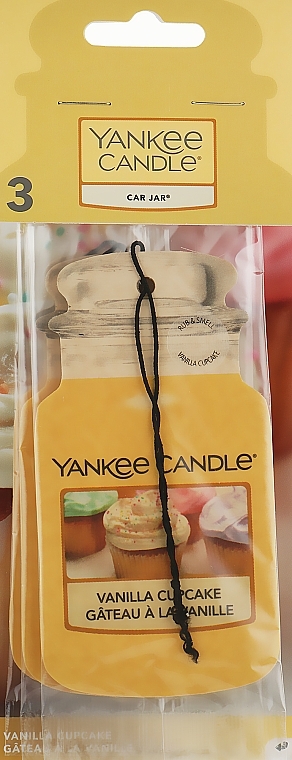 YANKEE
CANDLE®
CAR JAR®
3
RUB & SMELL
VANILLA CUPCAKE
YANKEE CANDLE®
VANILLA CUPCAKE
GÂTEAU À LA VANILLE
VANILLA CUPCAKE
GÂTEAU À LA VANILLE